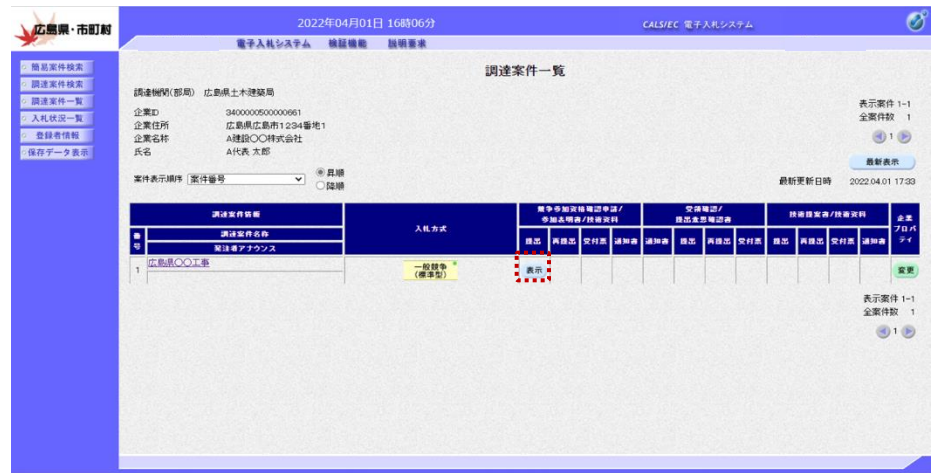 広島県・市町村
2022年04月01日 16時06分
CALS/EC 電子入札システム
電子入札システム 検証機能 説明要求
簡易案件検索
調達案件検索
調達案件一覧
入札状況一覧
登録者情報
保存データ表示
調達案件一覧
調達機関(部局) 広島県土木建築局
企業ID 3400000500000661
企業住所 広島県広島市1234番地1
企業名称 A建設〇〇株式会社
氏名 A代表 太郎
表示案件 1-1
全案件数 1
1
案件表示順序 案件番号
昇順
降順
最新表示
最新更新日時 2022.04.01 17:33
調達案件情報
番号
調達案件名称
発注者アナウンス
入札方式
競争参加資格確認申請/
参加表明書/技術資料
提出 再提出 受付票 通知書
受領確認/
提出意思確認書
通知書 提出 再提出 受付票
技術提案書/技術資料
提出 再提出 受付票 通知書
企業
プロパ
ティ
1 広島県〇〇工事
一般競争
(標準型)
表示
変更
表示案件 1-1
全案件数 1
1